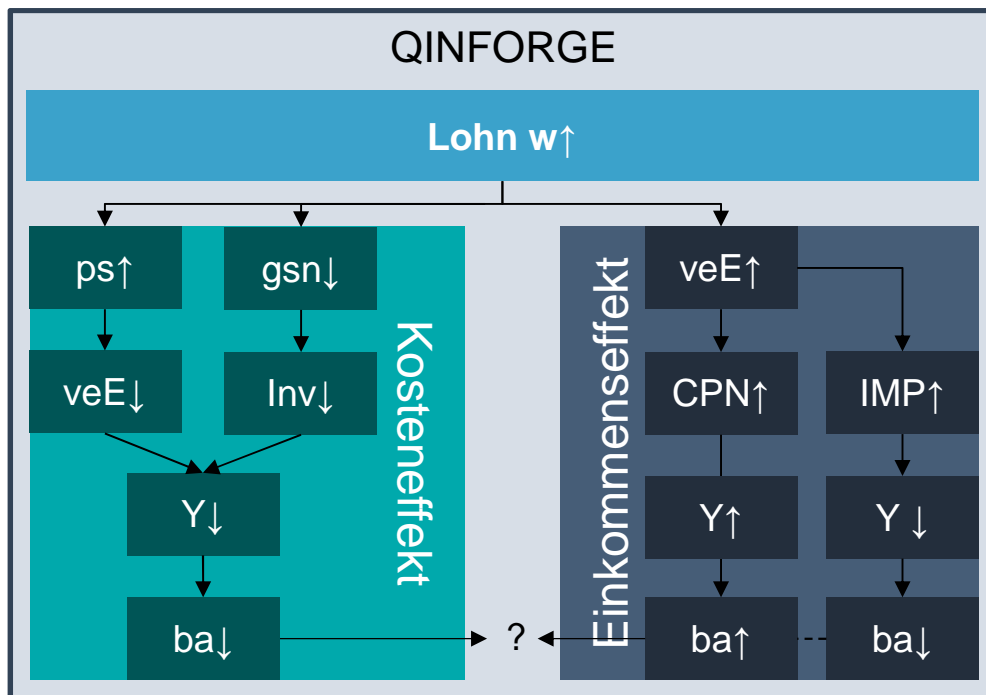 QINFORGE
Lohn w↑
ps↑
gsn↓
veE↑
veE↓
Inv↓
CPN↑
IMP↑
Y↓
Y↑
Y ↓
ba↓
?
ba↑
ba↓
Kosteneffekt
Einkommenseffekt